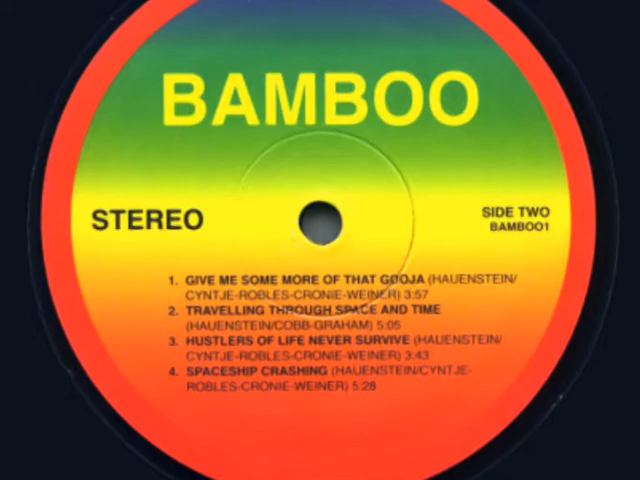 BAMBOO
STEREO
SIDE TWO
BAMBOO1
1. GIVE ME SOME MORE OF THAT GOOJA (HAUENSTEIN/
CYNTJE-ROBLES-CRONIE-WEINER) 3:57
2. TRAVELLING THROUGH SPACE AND TIME
(HAUENSTEIN/COBB-GRAHAM) 5:05
3. HUSTLERS OF LIFE NEVER SURVIVE (HAUENSTEIN/
CYNTJE-ROBLES-CRONIE-WEINER) 3:43
4. SPACESHIP CRASHING (HAUENSTEIN/CYNTJE-
ROBLES-CRONIE-WEINER) 5:28